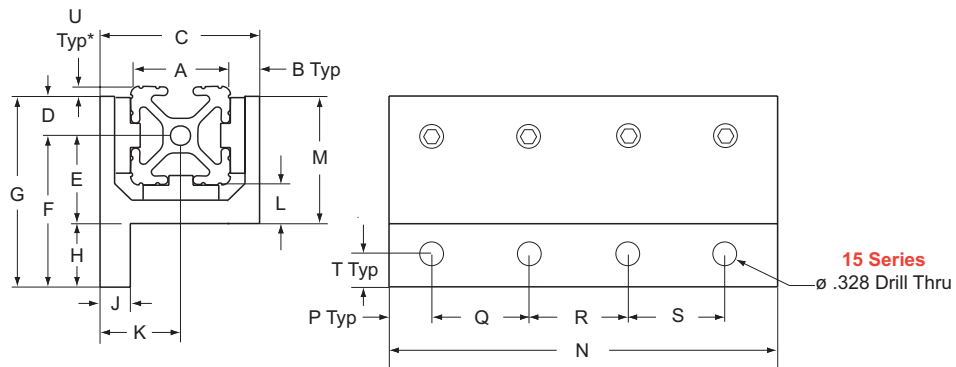 U
Typ*
C
A
B Typ
D
E
G
F
M
L
H
J
K
T Typ
P Typ
Q
R
S
N
15 Series
ø .328 Drill Thru